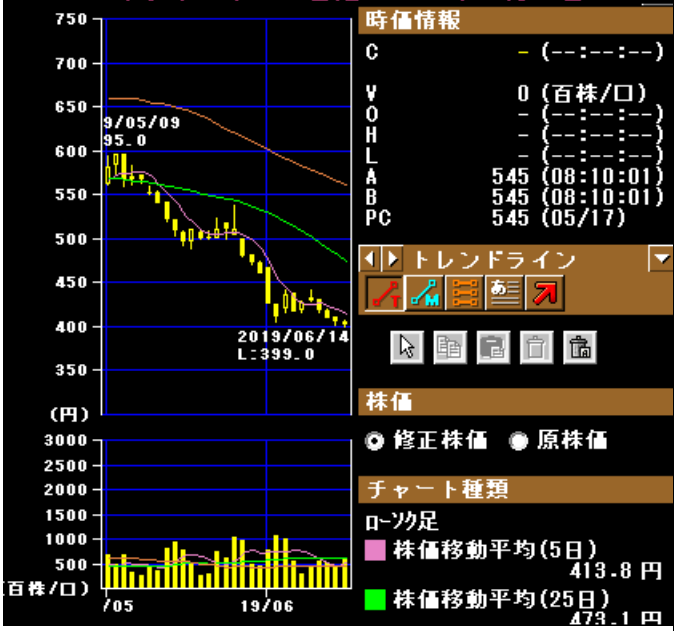 750
700
650
600
550
500
450
400
350
(円)
9/05/09
95.0
2019/06/14
L:399.0
3000
2500
2000
1500
1000
500
百株/口)
/05 19/06
時価情報
C - (--:--:--)
V 0 (百株/口)
O - (--:--:--)
H - (--:--:--)
L - (--:--:--)
A 545 (08:10:01)
B 545 (08:10:01)
PC 545 (05/17)
トレンドライン
T M あ
株価
修正株価 原株価
チャート種類
ローソク足
株価移動平均(5日)
413.8 円
株価移動平均(25日)
473.1 円